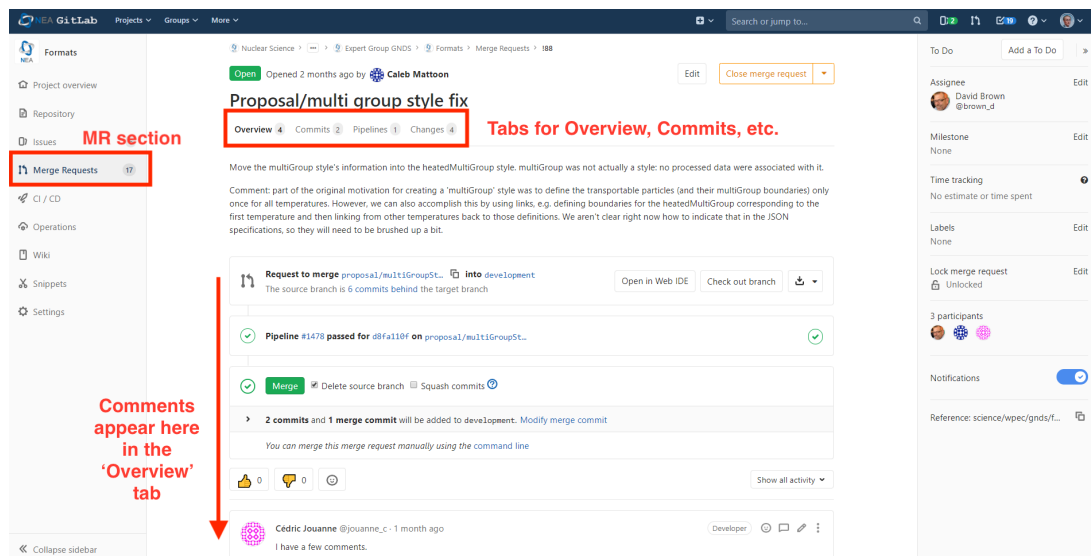 NEA GitLab Projects Groups More Search or jump to... 2 19
NEA Formats
Project overview
Repository
Issues
Merge Requests 17
CI / CD
Operations
Wiki
Snippets
Settings
Collapse sidebar
MR section
Nuclear Science > ... > Expert Group GNDS > Formats > Merge Requests > !88
Open Opened 2 months ago by Caleb Mattoon Edit Close merge request
Proposal/multi group style fix
Overview 4 Commits 2 Pipelines 1 Changes 4
Tabs for Overview, Commits, etc.
Move the multiGroup style's information into the heatedMultiGroup style. multiGroup was not actually a style: no processed data were associated with it.
Comment: part of the original motivation for creating a 'multiGroup' style was to define the transportable particles (and their multiGroup boundaries) only
once for all temperatures. However, we can also accomplish this by using links, e.g. defining boundaries for the heatedMultiGroup corresponding to the
first temperature and then linking from other temperatures back to those definitions. We aren't clear right now how to indicate that in the JSON
specifications, so they will need to be brushed up a bit.
Request to merge proposal/multiGroupSt… into development
The source branch is 6 commits behind the target branch
Open in Web IDE Check out branch
Pipeline #1478 passed for d8fa110f on proposal/multiGroupSt…
Merge Delete source branch Squash commits
2 commits and 1 merge commit will be added to development. Modify merge commit
You can merge this merge request manually using the command line
0 0 Show all activity
Comments
appear here
in the
‘Overview’
tab
Cédric Jouanne @jouanne_c · 1 month ago Developer
I have a few comments.
To Do Add a To Do »
Assignee Edit
David Brown
@brown_d
Milestone Edit
None
Time tracking
No estimate or time spent
Labels Edit
None
Lock merge request Edit
Unlocked
3 participants
Notifications
Reference: science/wpec/gnds/f...